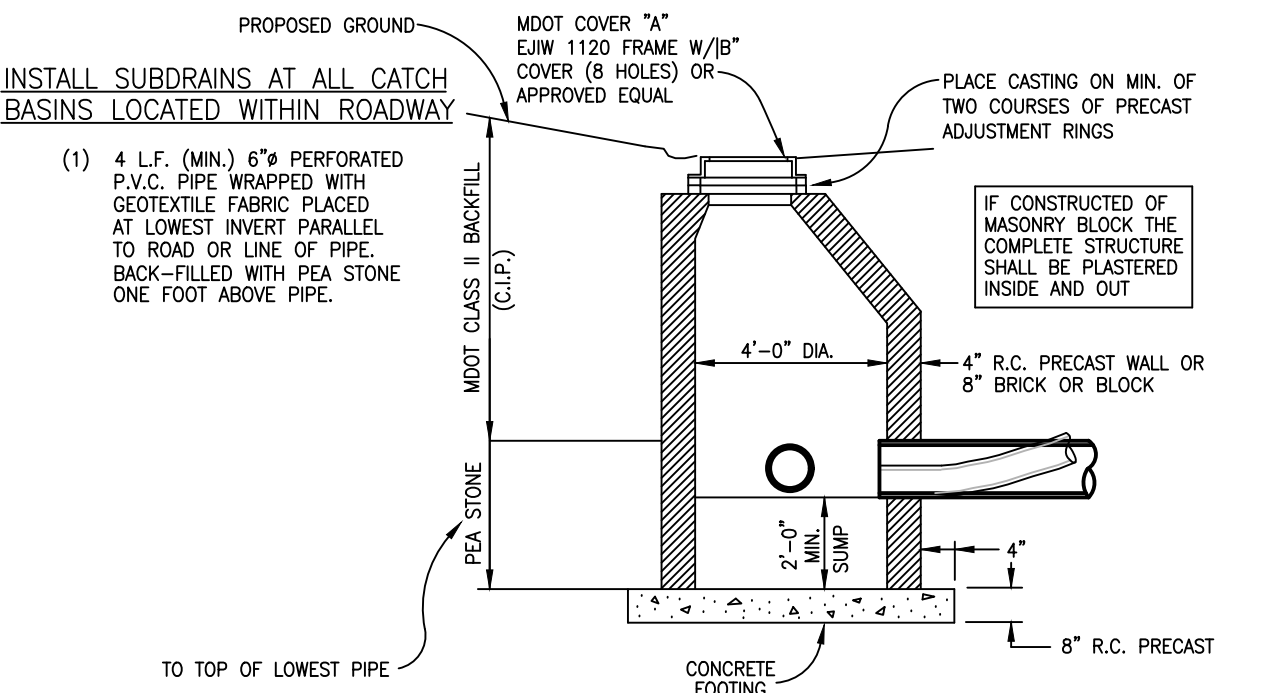 PROPOSED GROUND
MDOT COVER "A"
EJIW 1120 FRAME W/|B"
COVER (8 HOLES) OR
APPROVED EQUAL
INSTALL SUBDRAINS AT ALL CATCH
BASINS LOCATED WITHIN ROADWAY
PLACE CASTING ON MIN. OF
TWO COURSES OF PRECAST
ADJUSTMENT RINGS
(1) 4 L.F. (MIN.) 6"ø PERFORATED
P.V.C. PIPE WRAPPED WITH
GEOTEXTILE FABRIC PLACED
AT LOWEST INVERT PARALLEL
TO ROAD OR LINE OF PIPE.
BACK-FILLED WITH PEA STONE
ONE FOOT ABOVE PIPE.
MDOT CLASS II BACKFILL
(C.I.P.)
IF CONSTRUCTED OF
MASONRY BLOCK THE
COMPLETE STRUCTURE
SHALL BE PLASTERED
INSIDE AND OUT
4'-0" DIA.
4" R.C. PRECAST WALL OR
8" BRICK OR BLOCK
PEA STONE
2'-0"
MIN.
SUMP
4"
8" R.C. PRECAST
TO TOP OF LOWEST PIPE
CONCRETE
FOOTING